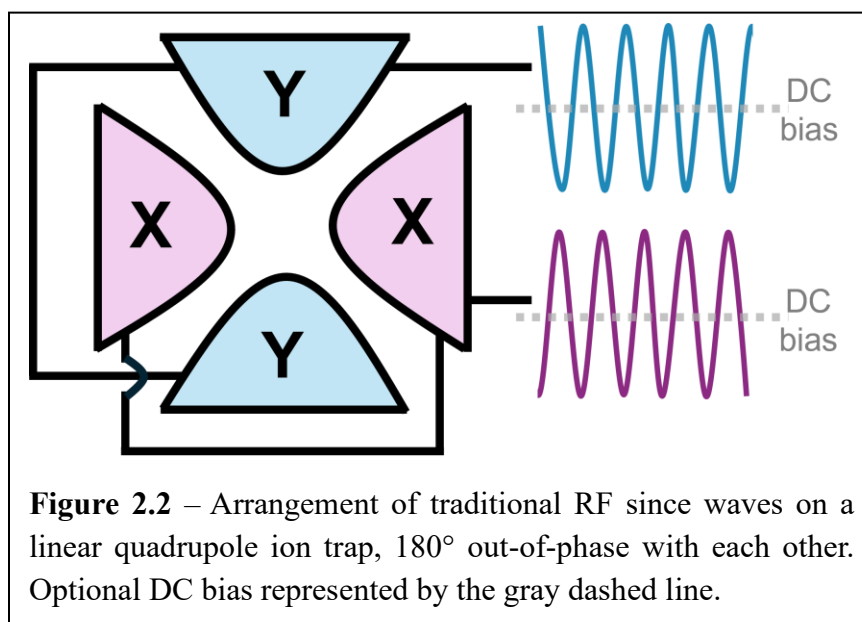 Y
DC
bias
X
X
DC
bias
Y
Figure 2.2 – Arrangement of traditional RF since waves on a
linear quadrupole ion trap, 180° out-of-phase with each other.
Optional DC bias represented by the gray dashed line.